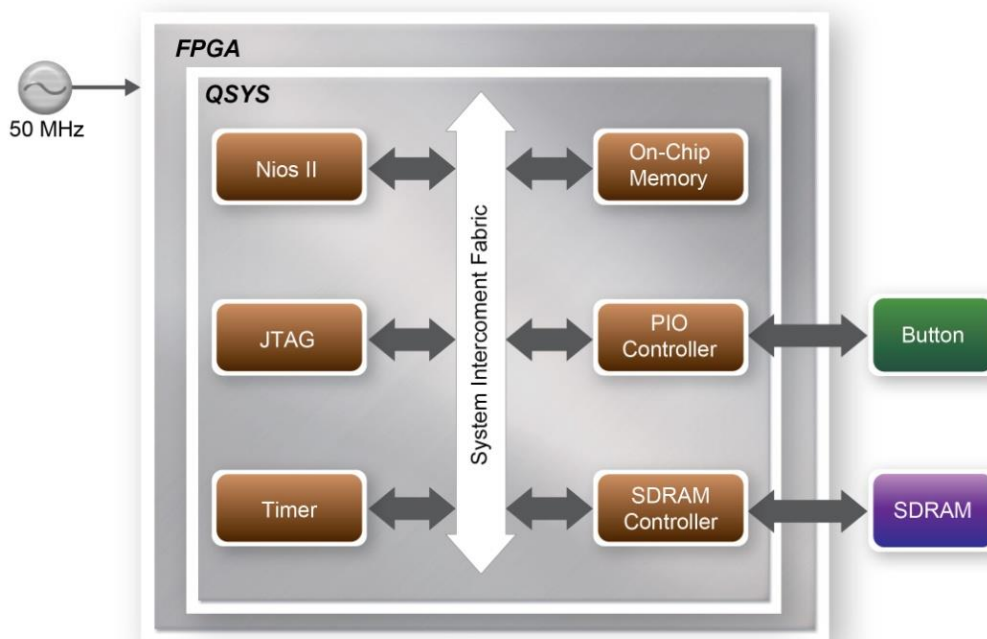 FPGA
QSYS
50 MHz
Nios II
On-Chip
Memory
System Intercoment Fabric
JTAG
PIO
Controller
Button
Timer
SDRAM
Controller
SDRAM